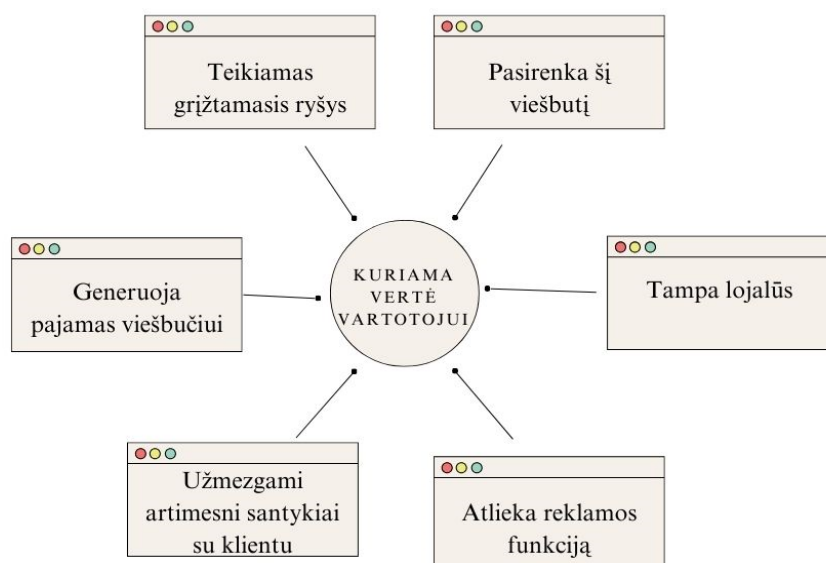 Teikiamas
grįžtamasis ryšys
Pasirenka šį
viešbutį
Generuoja
pajamas viešbučiui
KURIAMA
VERTĖ
VARTOTOJUI
Tampa lojalūs
Užmezgami
artimesni santykiai
su klientu
Atlieka reklamos
funkciją